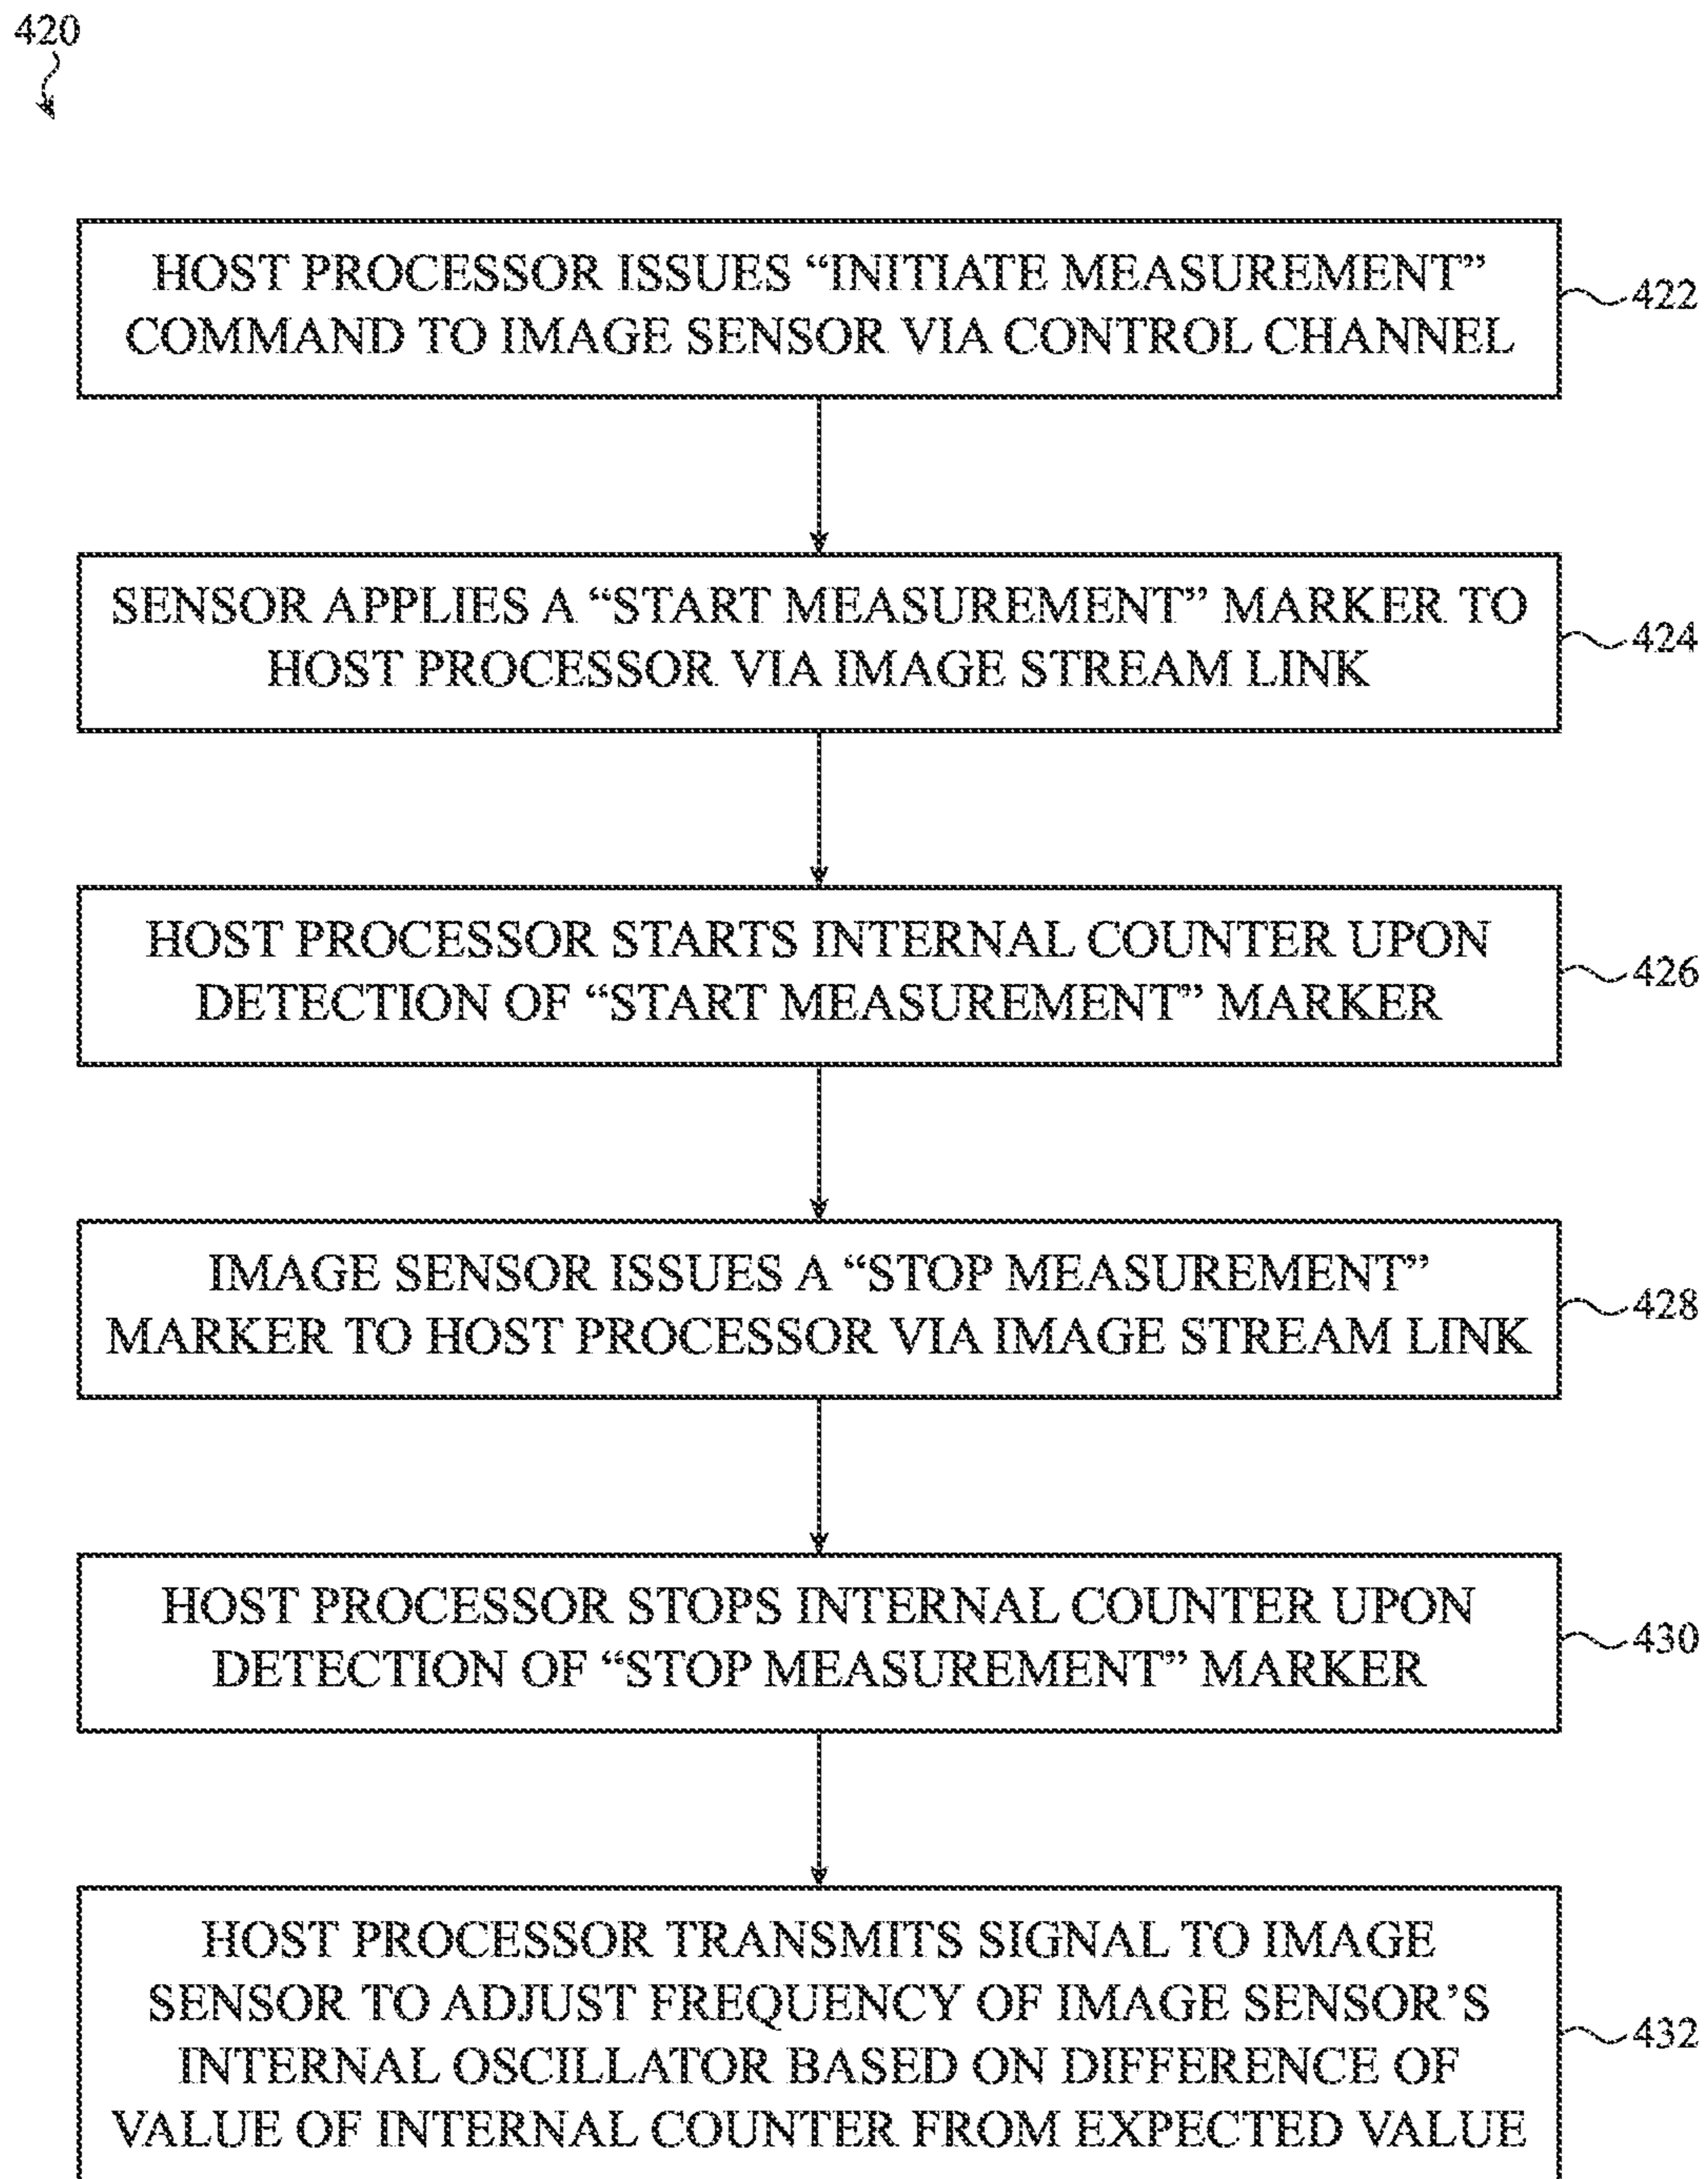 420
HOST PROCESSOR ISSUES “INITIATE MEASUREMENT”
COMMAND TO IMAGE SENSOR VIA CONTROL CHANNEL
422
SENSOR APPLIES A “START MEASUREMENT” MARKER TO
HOST PROCESSOR VIA IMAGE STREAM LINK
424
HOST PROCESSOR STARTS INTERNAL COUNTER UPON
DETECTION OF “START MEASUREMENT” MARKER
426
IMAGE SENSOR ISSUES A “STOP MEASUREMENT”
MARKER TO HOST PROCESSOR VIA IMAGE STREAM LINK
428
HOST PROCESSOR STOPS INTERNAL COUNTER UPON
DETECTION OF “STOP MEASUREMENT” MARKER
430
HOST PROCESSOR TRANSMITS SIGNAL TO IMAGE
SENSOR TO ADJUST FREQUENCY OF IMAGE SENSOR’S
INTERNAL OSCILLATOR BASED ON DIFFERENCE OF
VALUE OF INTERNAL COUNTER FROM EXPECTED VALUE
432